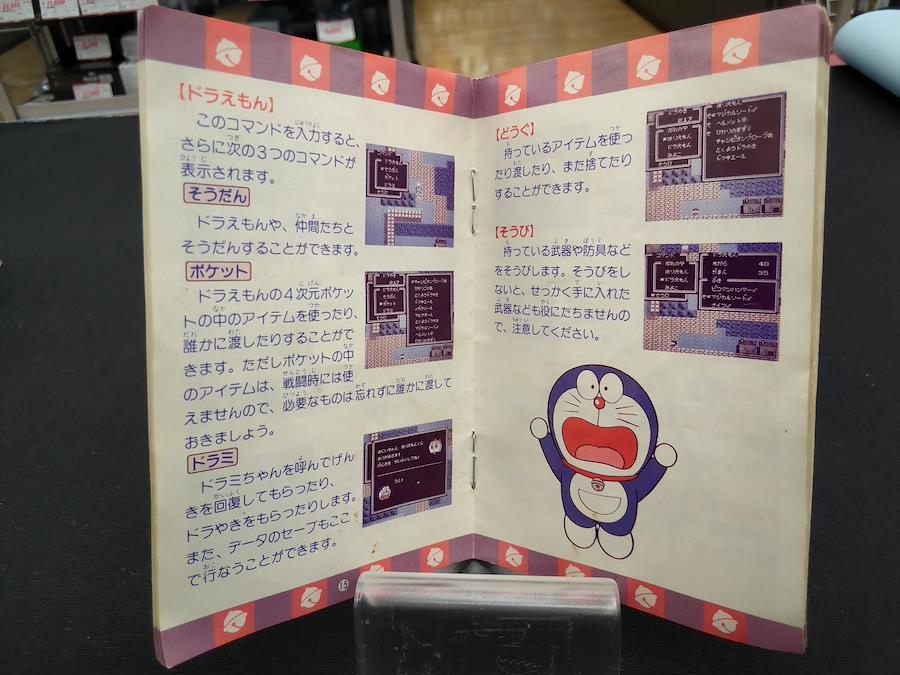 【ドラえもん】
このコマンドを入力すると、
さらに次の３つのコマンドが
表示されます。
そうだん
ドラえもんや、仲間たちと
そうだんすることができます。
ポケット
ドラえもんの４次元ポケッ
トの中のアイテムを使ったり、
誰かに渡したりすることがで
きます。ただしポケットの中
のアイテムは、戦闘時には使
えませんので、必要なものは忘れずに誰かに渡して
おきましょう。
ドラミ
ドラミちゃんを呼んでげん
きを回復してもらったり、
ドラやきをもらったりします。
また、データのセーブもここ
で行なうことができます。
15
【どうぐ】
持っているアイテムを使っ
たり渡したり、また捨てたり
することができます。
【そうび】
持っている武器や防具など
をそうびします。そうびをし
ないと、せっかく手に入れた
武器なども役にたちませんの
で、注意してください。